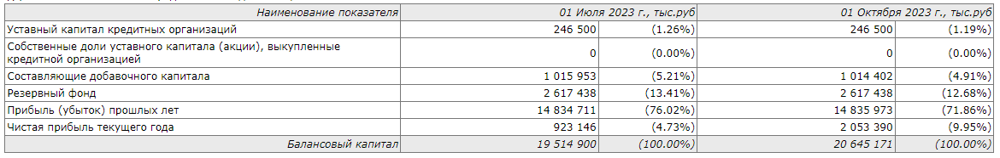 Наименование показателя 01 Июля 2023 г., тыс.руб 01 Октября 2023 г., тыс.руб
Уставный капитал кредитных организаций 246 500 (1.26%) 246 500 (1.19%)
Собственные доли уставного капитала (акции), выкупленные
кредитной организацией 0 (0.00%) 0 (0.00%)
Составляющие добавочного капитала 1 015 953 (5.21%) 1 014 402 (4.91%)
Резервный фонд 2 617 438 (13.41%) 2 617 438 (12.68%)
Прибыль (убыток) прошлых лет 14 834 711 (76.02%) 14 835 973 (71.86%)
Чистая прибыль текущего года 923 146 (4.73%) 2 053 390 (9.95%)
Балансовый капитал 19 514 900 (100.00%) 20 645 171 (100.00%)